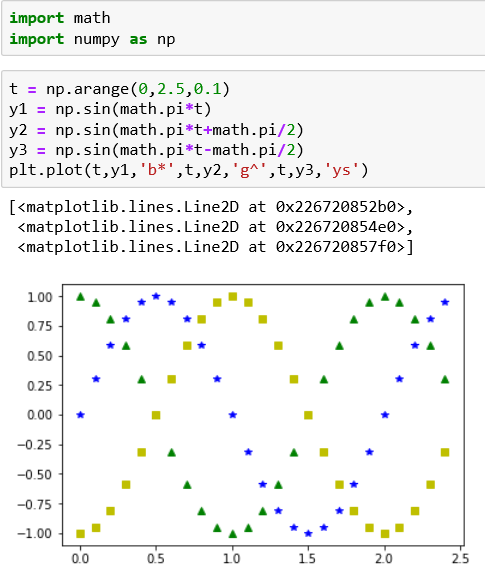 import math
import numpy as np
t = np.arange(0,2.5,0.1)
y1 = np.sin(math.pi*t)
y2 = np.sin(math.pi*t+math.pi/2)
y3 = np.sin(math.pi*t-math.pi/2)
plt.plot(t,y1,'b*',t,y2,'g^',t,y3,'ys')
[<matplotlib.lines.Line2D at 0x226720852b0>,
<matplotlib.lines.Line2D at 0x226720854e0>,
<matplotlib.lines.Line2D at 0x226720857f0>]
1.00
0.75
0.50
0.25
0.00
−0.25
−0.50
−0.75
−1.00
0.0 0.5 1.0 1.5 2.0 2.5